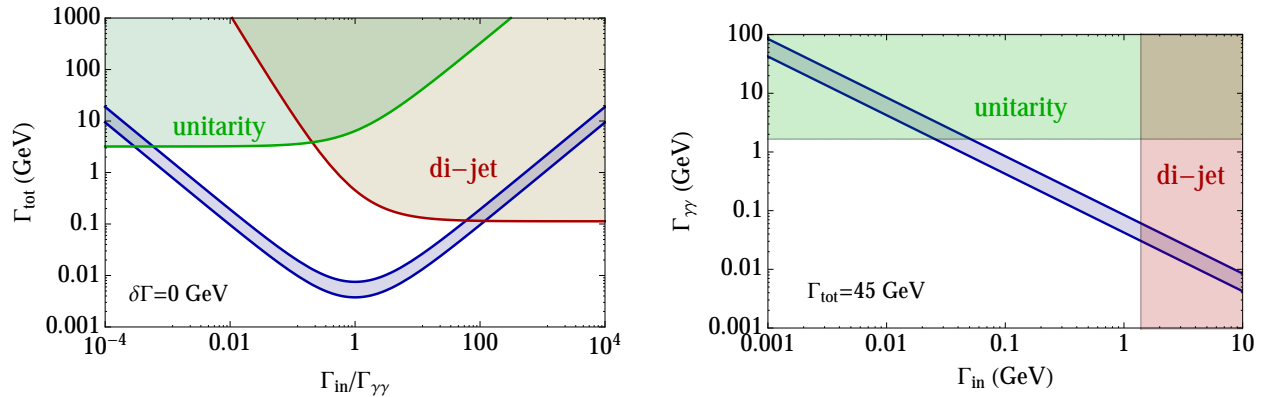 1000
100
10
1
0.1
0.01
0.001
Γtot (GeV)
unitarity
di−jet
δΓ=0 GeV
10⁻⁴
0.01
1
100
10⁴
Γin/Γγγ
100
10
1
0.1
0.01
0.001
Γγγ (GeV)
unitarity
di−jet
Γtot=45 GeV
0.001
0.01
0.1
1
10
Γin (GeV)